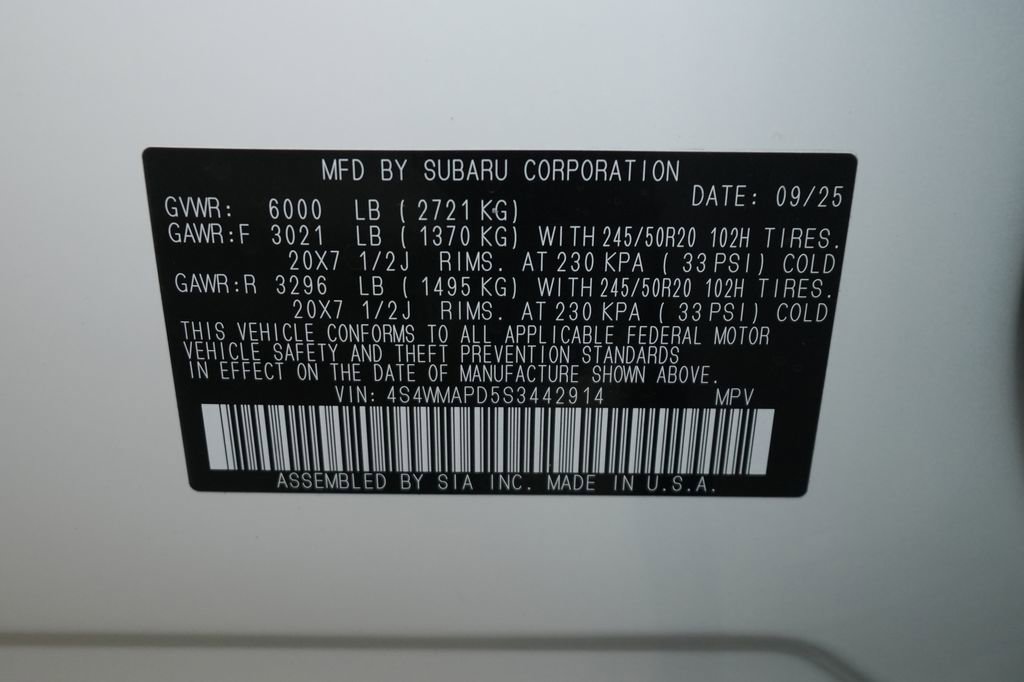 MFD BY SUBARU CORPORATION
DATE: 09/25
GVWR: 6000 LB ( 2721 KG)
GAWR:F 3021 LB ( 1370 KG) WITH 245/50R20 102H TIRES.
20X7 1/2J RIMS. AT 230 KPA ( 33 PSI) COLD
GAWR:R 3296 LB ( 1495 KG) WITH 245/50R20 102H TIRES.
20X7 1/2J RIMS. AT 230 KPA ( 33 PSI) COLD
THIS VEHICLE CONFORMS TO ALL APPLICABLE FEDERAL MOTOR
VEHICLE SAFETY AND THEFT PREVENTION STANDARDS
IN EFFECT ON THE DATE OF MANUFACTURE SHOWN ABOVE.
VIN: 4S4WMAPD5S3442914 MPV
ASSEMBLED BY SIA INC. MADE IN U.S.A.